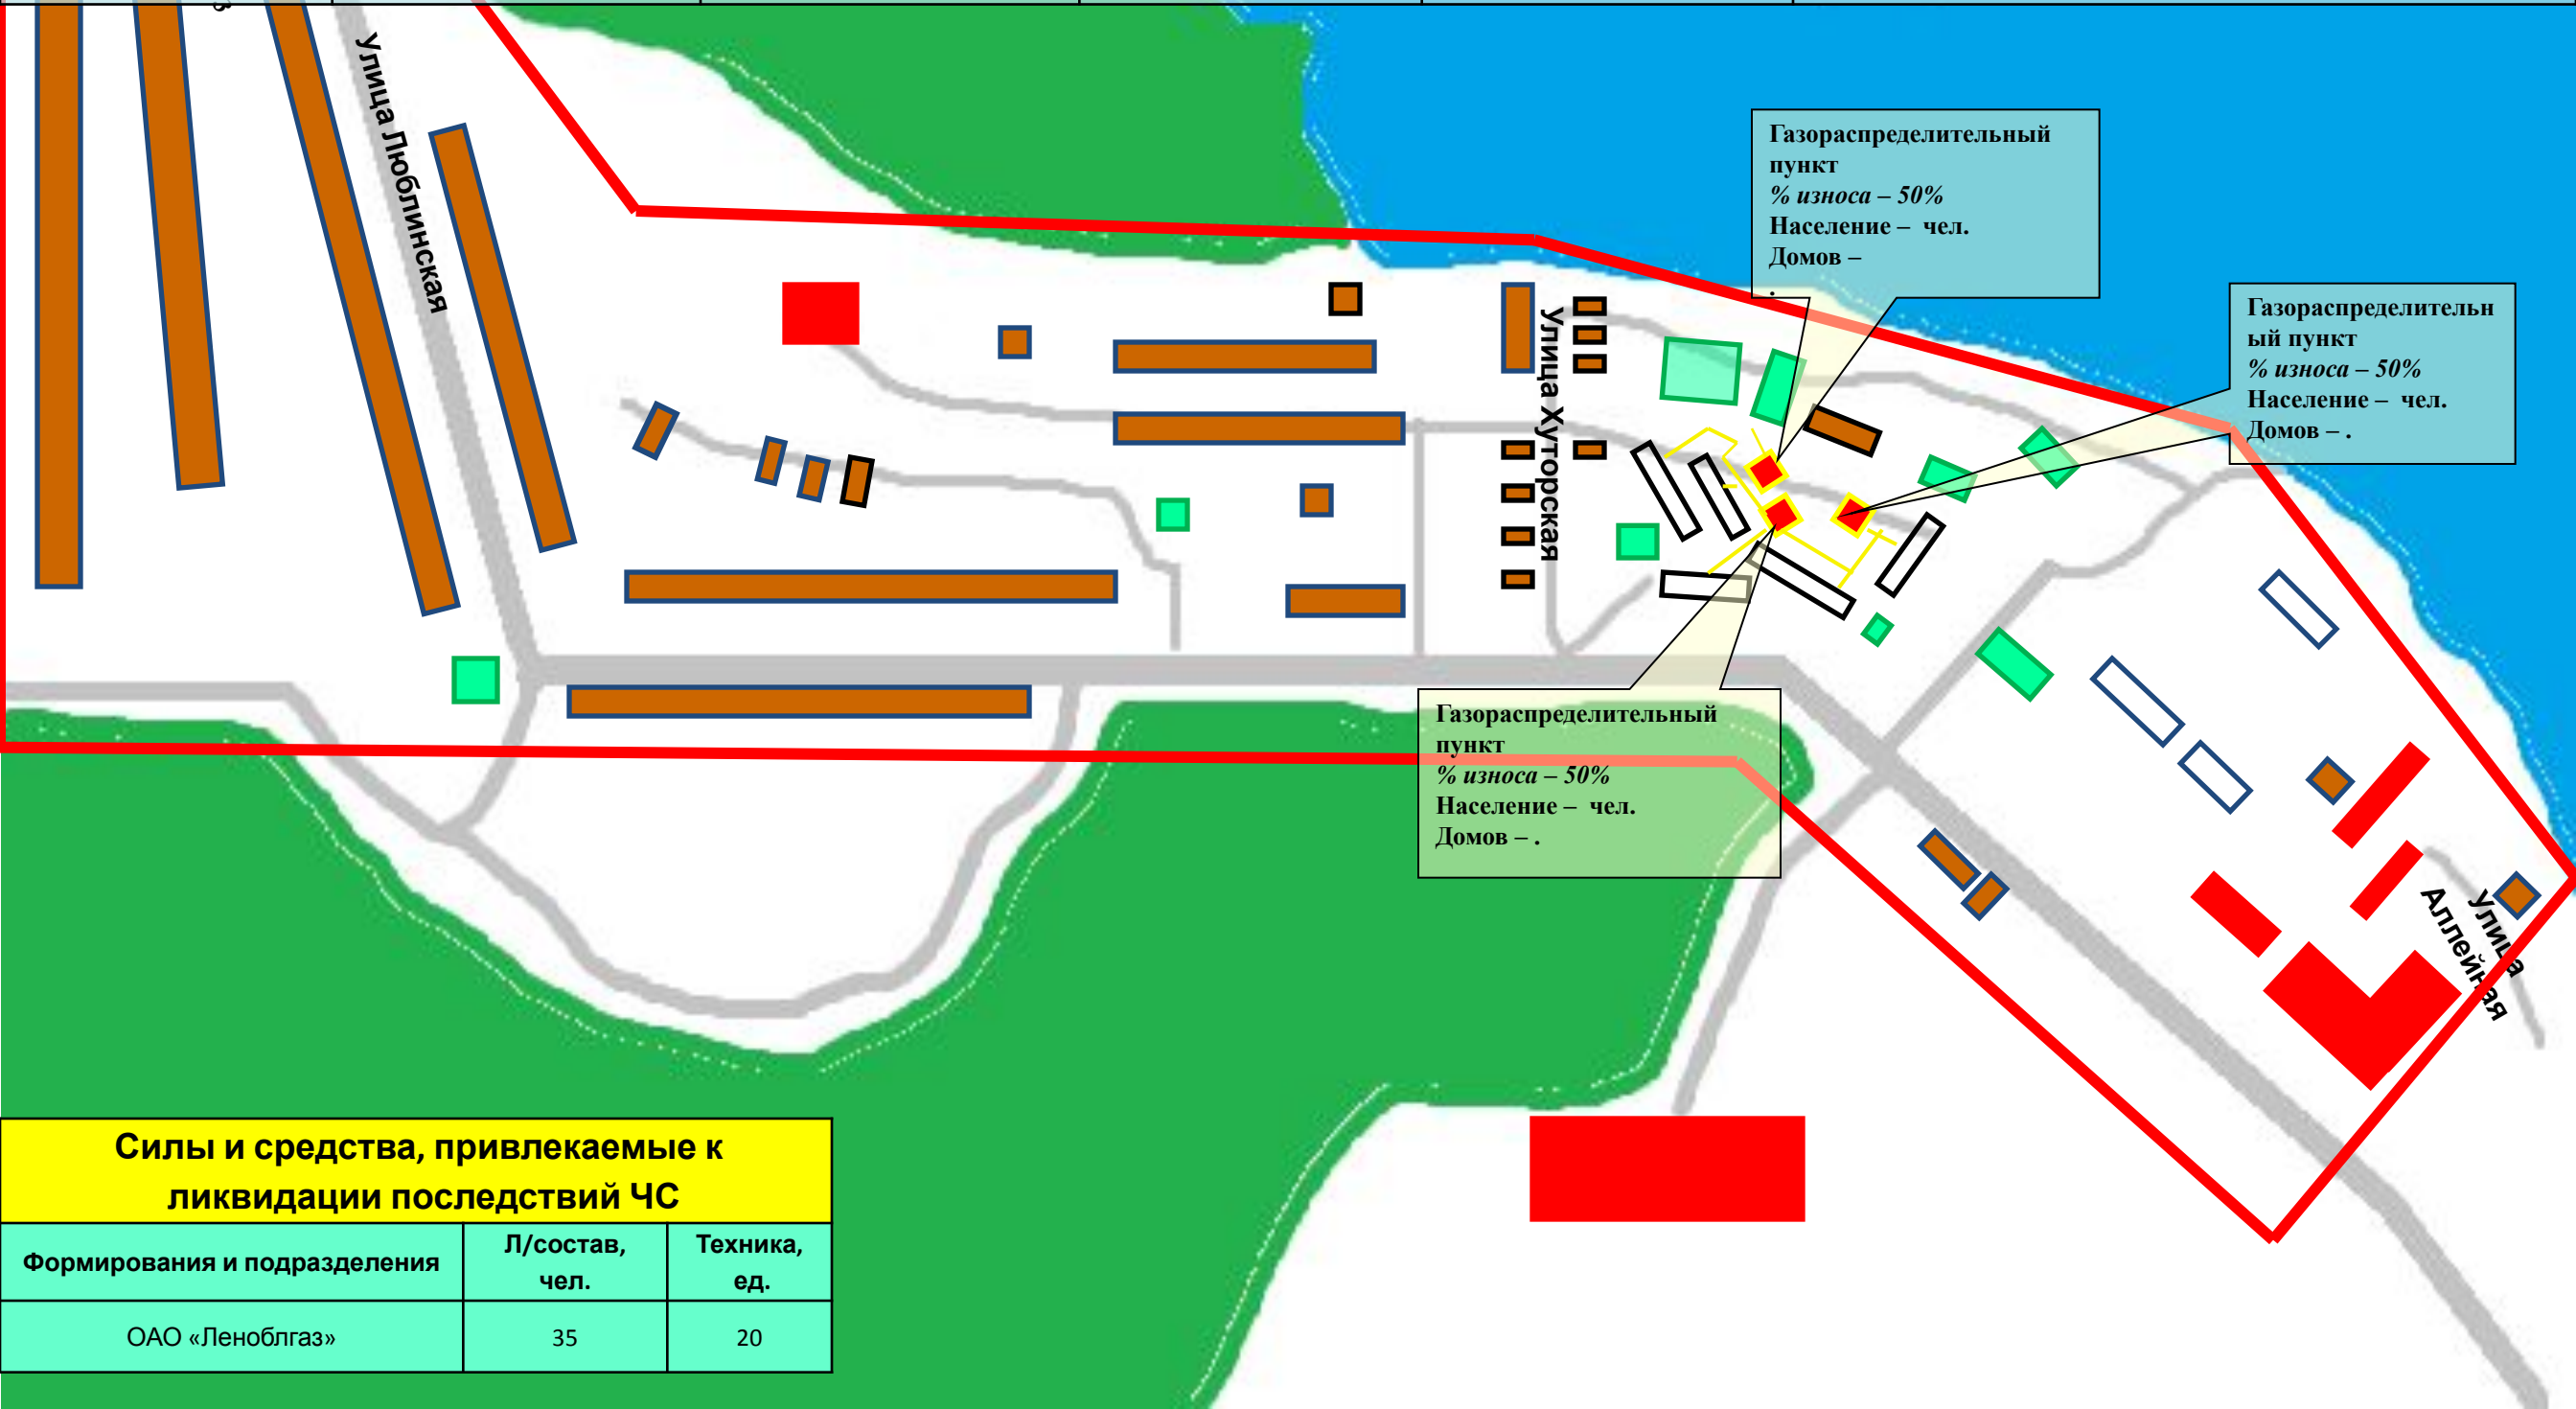 Улица Люблинская
Газораспределительный
пункт
% износа – 50%
Население – чел.
Домов –
.
Газораспределительн
ый пункт
% износа – 50%
Население – чел.
Домов – .
Улица Хуторская
Газораспределительный
пункт
% износа – 50%
Население – чел.
Домов – .
Улица
Аллейная
Силы и средства, привлекаемые к
ликвидации последствий ЧС
Формирования и подразделения
Л/состав,
чел.
Техника,
ед.
ОАО «Леноблгаз»
35
20